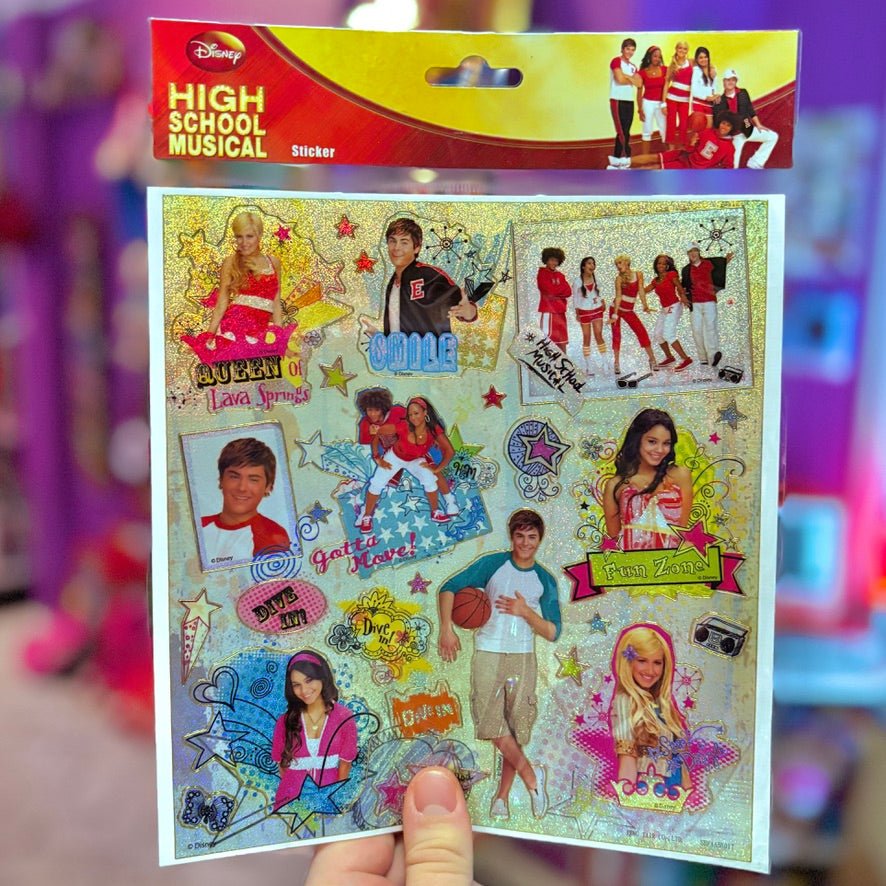 Disney
HIGH
SCHOOL
MUSICAL
Sticker
E
E
E
SMILE
© Disney
QUEEN of
Lava Springs
High School
Musical
© Disney
© Disney
Gotta
Move!
Fun Zone
© Disney
DIVE
IN!
Dive
in!
© Disney
© Disney